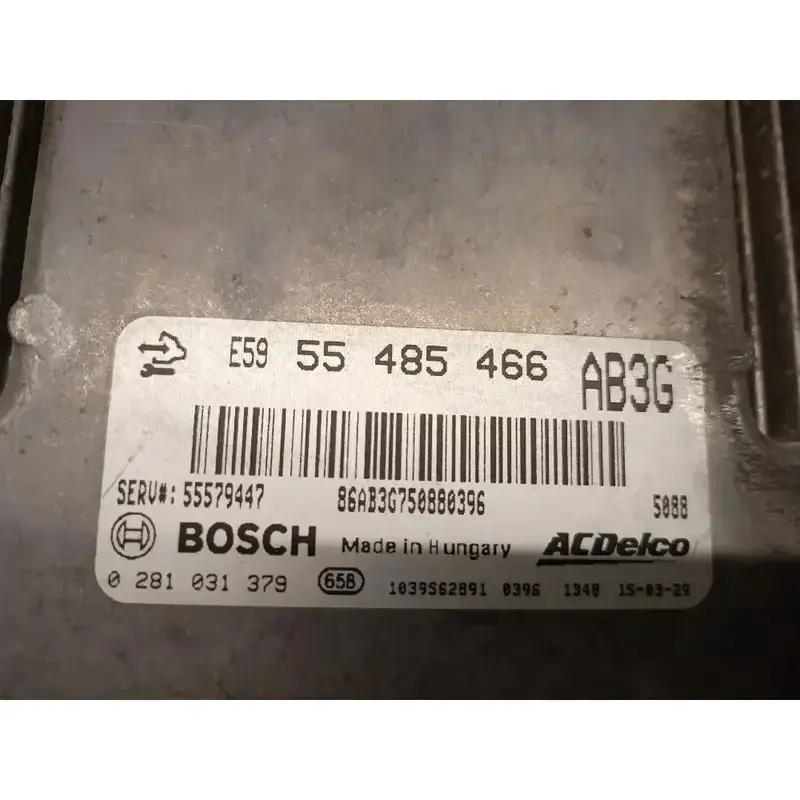 E59 55 485 466 AB3G
SERV#: 55579447 86AB3G750880396 5088
BOSCH Made in Hungary ACDelco
0 281 031 379 65B 1039S62891 0396 1348 15-03-29